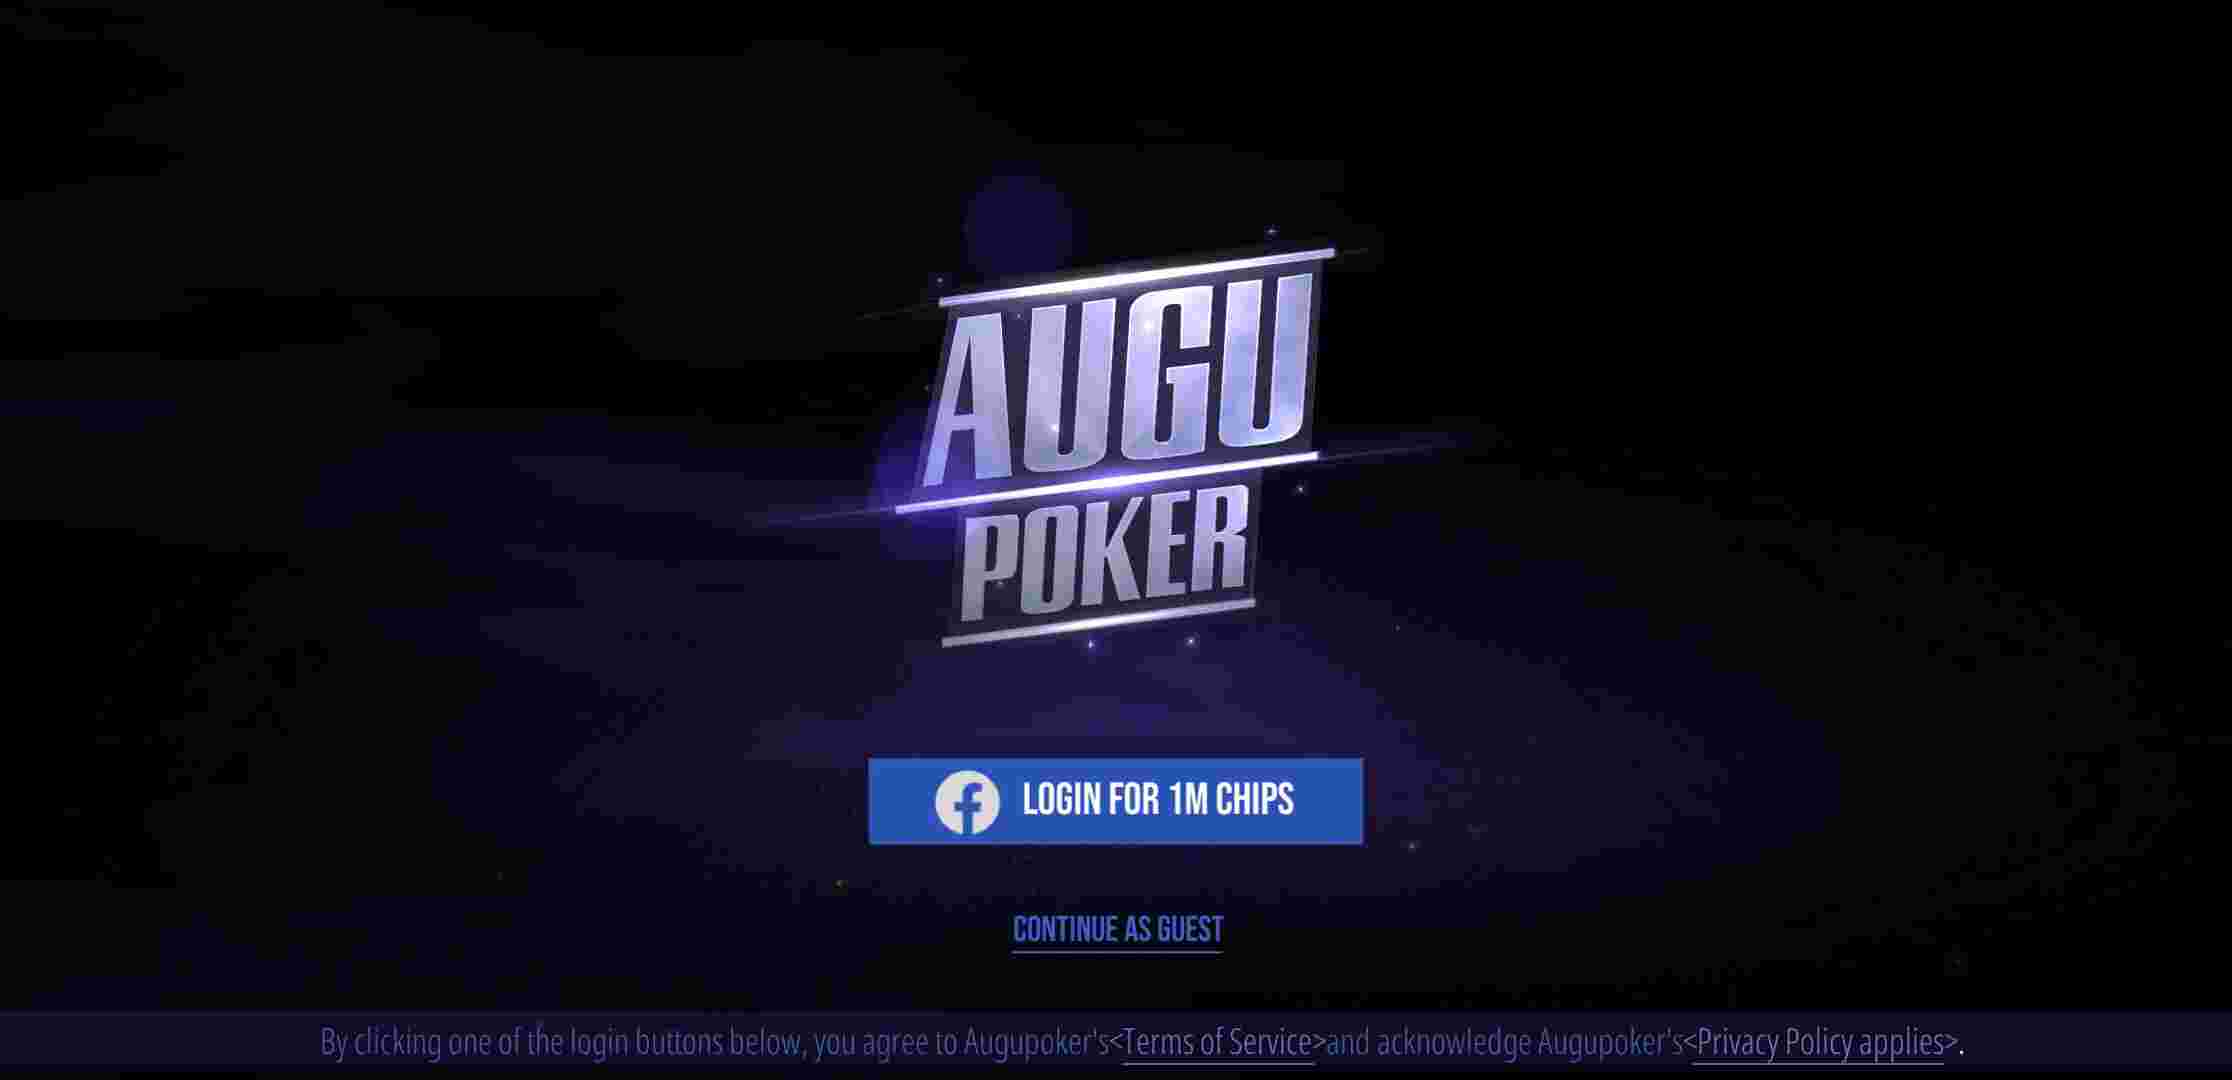 AUGU
POKER
LOGIN FOR 1M CHIPS
CONTINUE AS GUEST
By clicking one of the login buttons below, you agree to Augupoker's<Terms of Service>and acknowledge Augupoker's<Privacy Policy applies>.